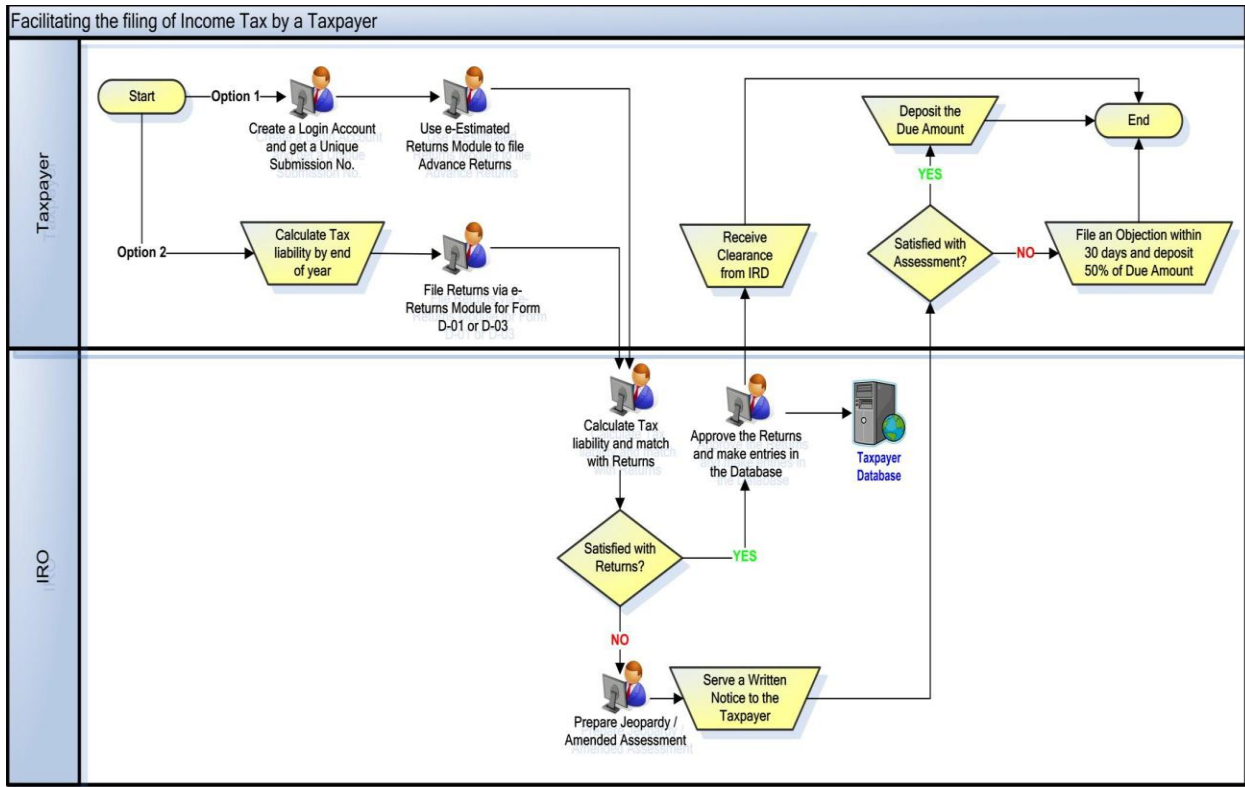 Facilitating the filing of Income Tax by a Taxpayer
Taxpayer
Start
Option 1
Create a Login Account
and get a Unique
Submission No.
Use e-Estimated
Returns Module to file
Advance Returns
Option 2
Calculate Tax
liability by end
of year
File Returns via e-
Returns Module for Form
D-01 or D-03
Receive
Clearance
from IRD
Deposit the
Due Amount
End
YES
Satisfied with
Assessment?
NO
File an Objection within
30 days and deposit
50% of Due Amount
IRO
Calculate Tax
liability and match
with Returns
Approve the Returns
and make entries in
the Database
Taxpayer
Database
Satisfied with
Returns?
YES
NO
Prepare Jeopardy /
Amended Assessment
Serve a Written
Notice to the
Taxpayer